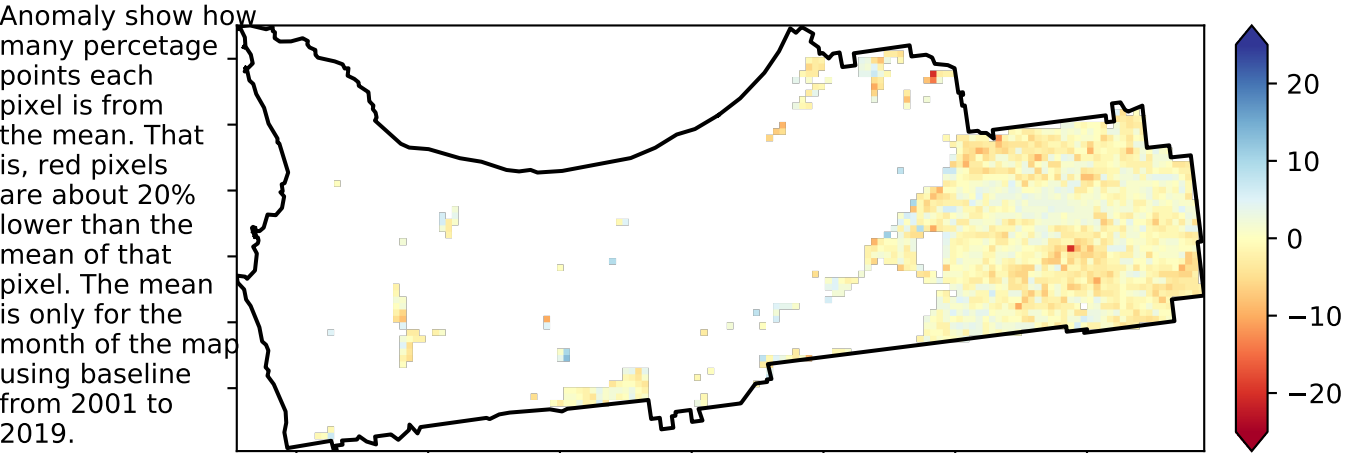 Anomaly show how
many percetage
points each
pixel is from
the mean. That
is, red pixels
are about 20%
lower than the
mean of that
pixel. The mean
is only for the
month of the map
using baseline
from 2001 to
2019.
20
10
0
−10
−20